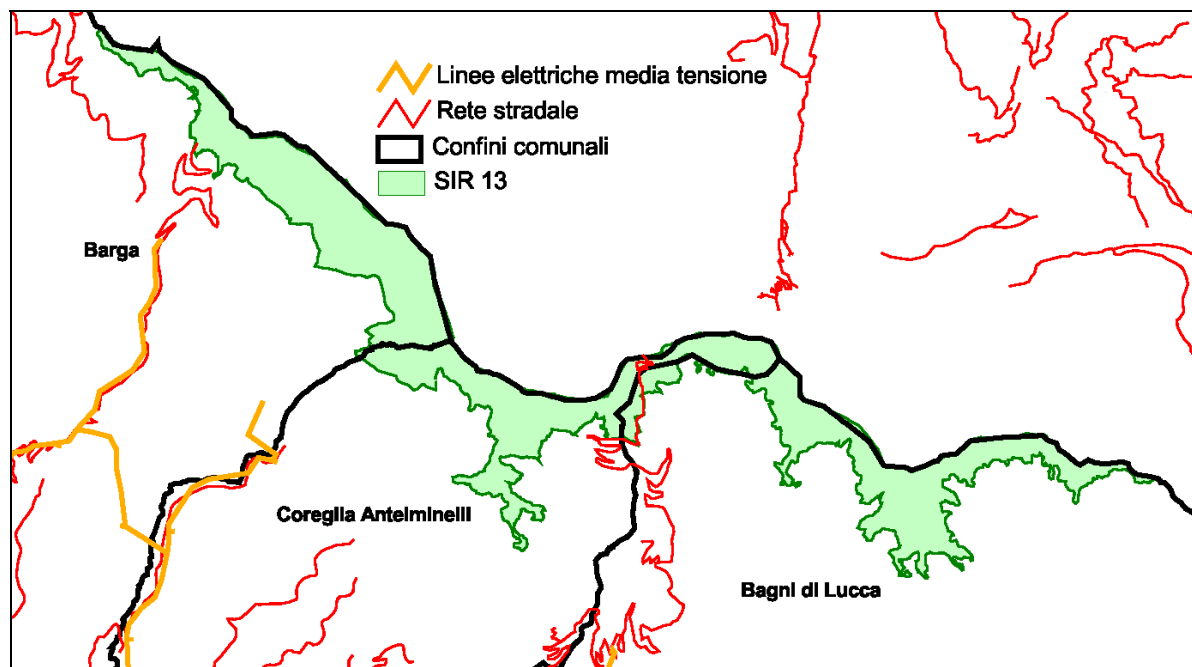 Linee elettriche media tensione
Rete stradale
Confini comunali
SIR 13
Barga
Coreglia Antelminelli
Bagni di Lucca